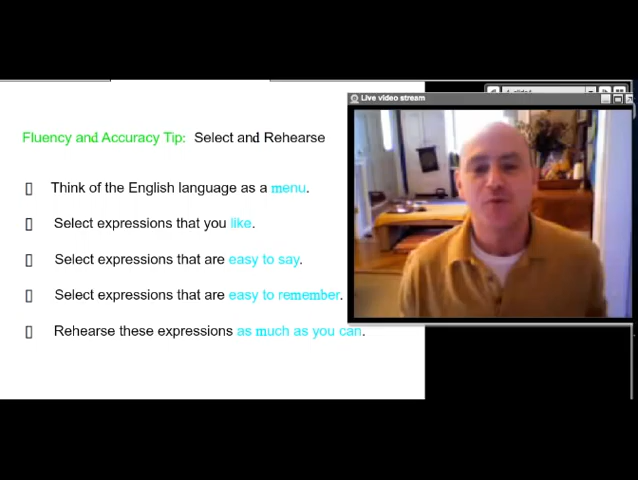 Live video stream
Fluency and Accuracy Tip: Select and Rehearse
Think of the English language as a menu.
Select expressions that you like.
Select expressions that are easy to say.
Select expressions that are easy to remember.
Rehearse these expressions as much as you can.